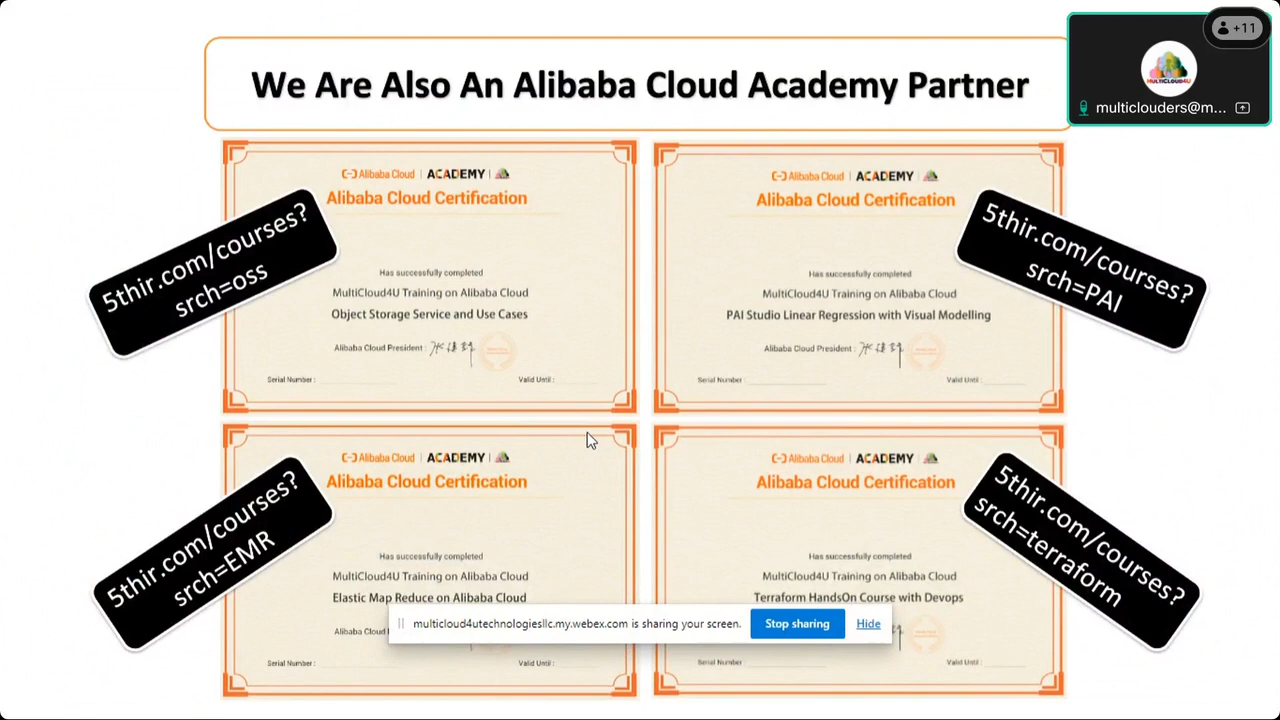 +11
We Are Also An Alibaba Cloud Academy Partner
MULTICLOUD4U
multiclouders@m...
Alibaba Cloud | ACADEMY |
Alibaba Cloud Certification
Has successfully completed
MultiCloud4U Training on Alibaba Cloud
Object Storage Service and Use Cases
Alibaba Cloud President :
Serial Number :
Valid Until :
5thir.com/courses?
srch=oss
Alibaba Cloud | ACADEMY |
Alibaba Cloud Certification
Has successfully completed
MultiCloud4U Training on Alibaba Cloud
PAI Studio Linear Regression with Visual Modelling
Alibaba Cloud President :
Serial Number :
Valid Until :
5thir.com/courses?
srch=PAI
Alibaba Cloud | ACADEMY |
Alibaba Cloud Certification
Has successfully completed
MultiCloud4U Training on Alibaba Cloud
Elastic Map Reduce on Alibaba Cloud
Alibaba Cloud
Serial Number :
Valid Until :
5thir.com/courses?
srch=EMR
Alibaba Cloud | ACADEMY |
Alibaba Cloud Certification
Has successfully completed
MultiCloud4U Training on Alibaba Cloud
Terraform HandsOn Course with Devops
Serial Number :
Valid Until :
5thir.com/courses?
srch=terraform
multicloud4utechnologiesllc.my.webex.com is sharing your screen.
Stop sharing
Hide